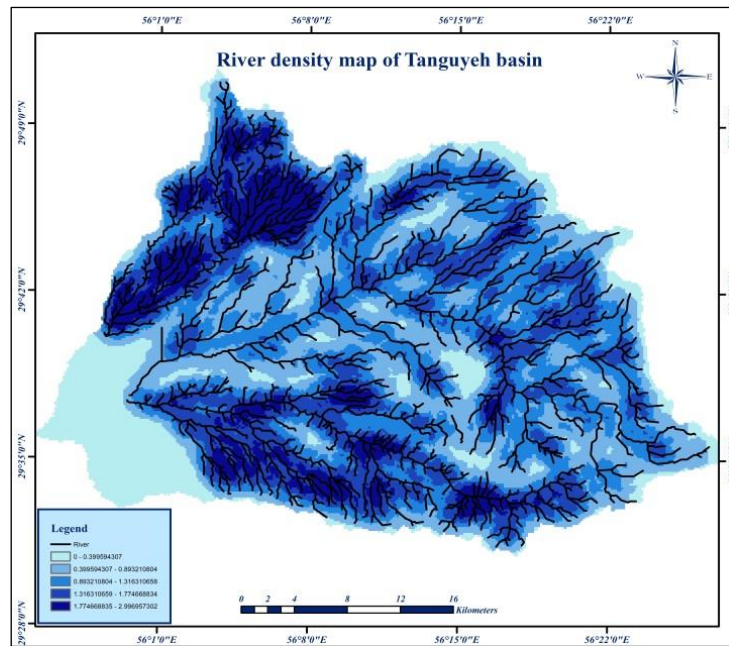 56°1'0"E 56°8'0"E 56°15'0"E 56°22'0"E
River density map of Tanguyeh basin
N
W E
S
29°49'0"N
29°42'0"N
29°35'0"N
29°28'0"N
Legend
River
0 - 0.399594307
0.399594307 - 0.893210804
0.893210804 - 1.316310658
1.316310659 - 1.774668834
1.774668835 - 2.996957302
0 2 4 8 12 16
Kilometers
56°1'0"E 56°8'0"E 56°15'0"E 56°22'0"E